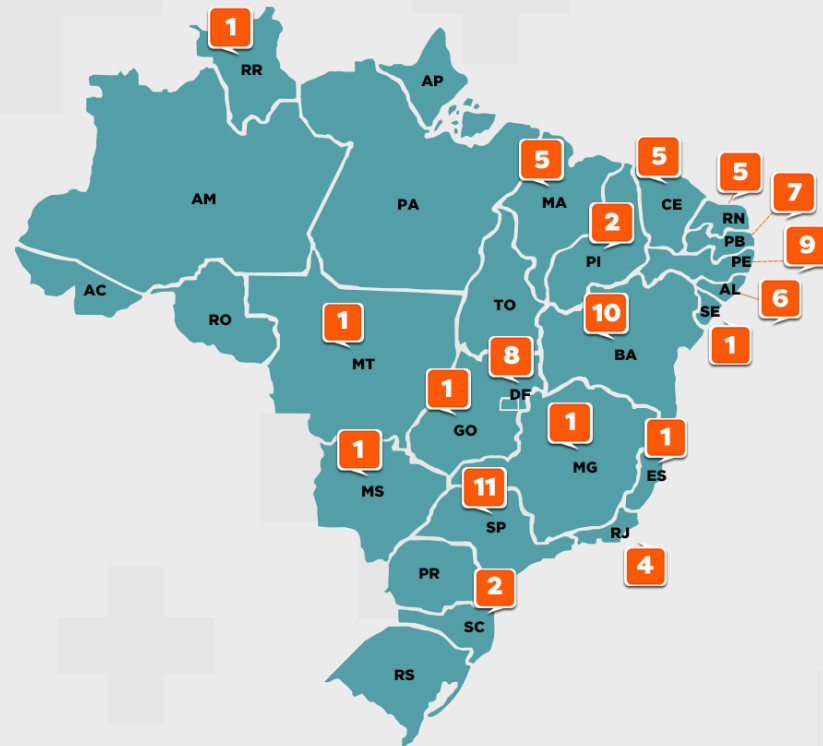 1
RR
AP
5
5
5
7
AM
PA
MA
CE
RN
2
PB
9
PI
PE
AC
AL
6
RO
TO
10
SE
1
1
MT
8
BA
DF
1
GO
1
MG
1
ES
1
MS
11
SP
RJ
4
PR
2
SC
RS